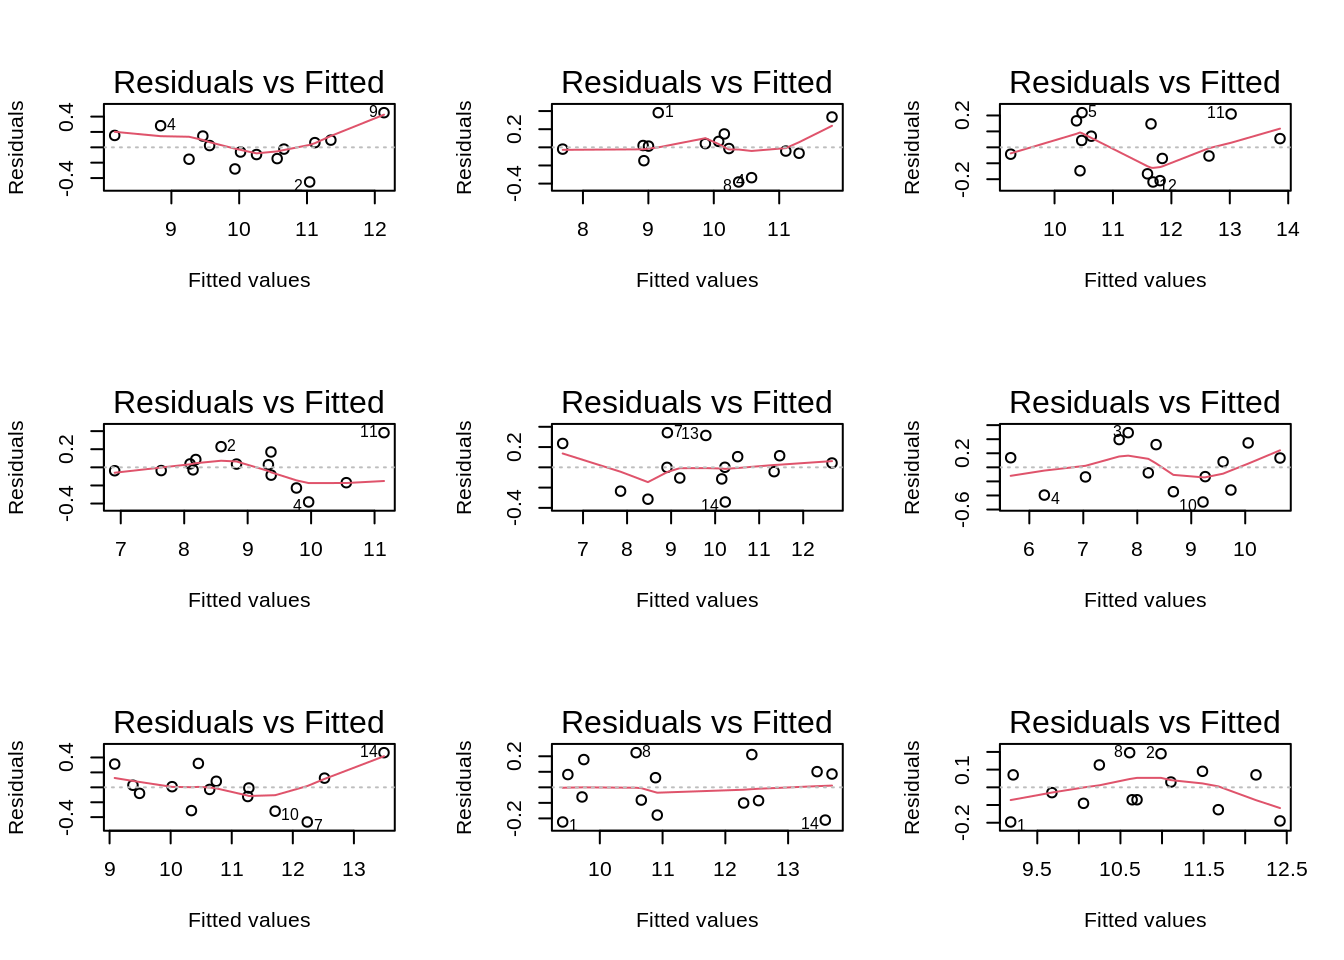 Residuals vs Fitted
Residuals
0.4
-0.4
4
9
2
9 10 11 12
Fitted values
Residuals vs Fitted
Residuals
0.2
-0.4
1
8
4
8 9 10 11
Fitted values
Residuals vs Fitted
Residuals
0.2
-0.2
5
11
12
10 11 12 13 14
Fitted values
Residuals vs Fitted
Residuals
0.2
-0.4
2
11
4
7 8 9 10 11
Fitted values
Residuals vs Fitted
Residuals
0.2
-0.4
7
13
14
7 8 9 10 11 12
Fitted values
Residuals vs Fitted
Residuals
0.2
-0.6
3
4
10
6 7 8 9 10
Fitted values
Residuals vs Fitted
Residuals
0.4
-0.4
14
10
7
9 10 11 12 13
Fitted values
Residuals vs Fitted
Residuals
0.2
-0.2
8
1
14
10 11 12 13
Fitted values
Residuals vs Fitted
Residuals
0.1
-0.2
8
2
1
9.5 10.5 11.5 12.5
Fitted values